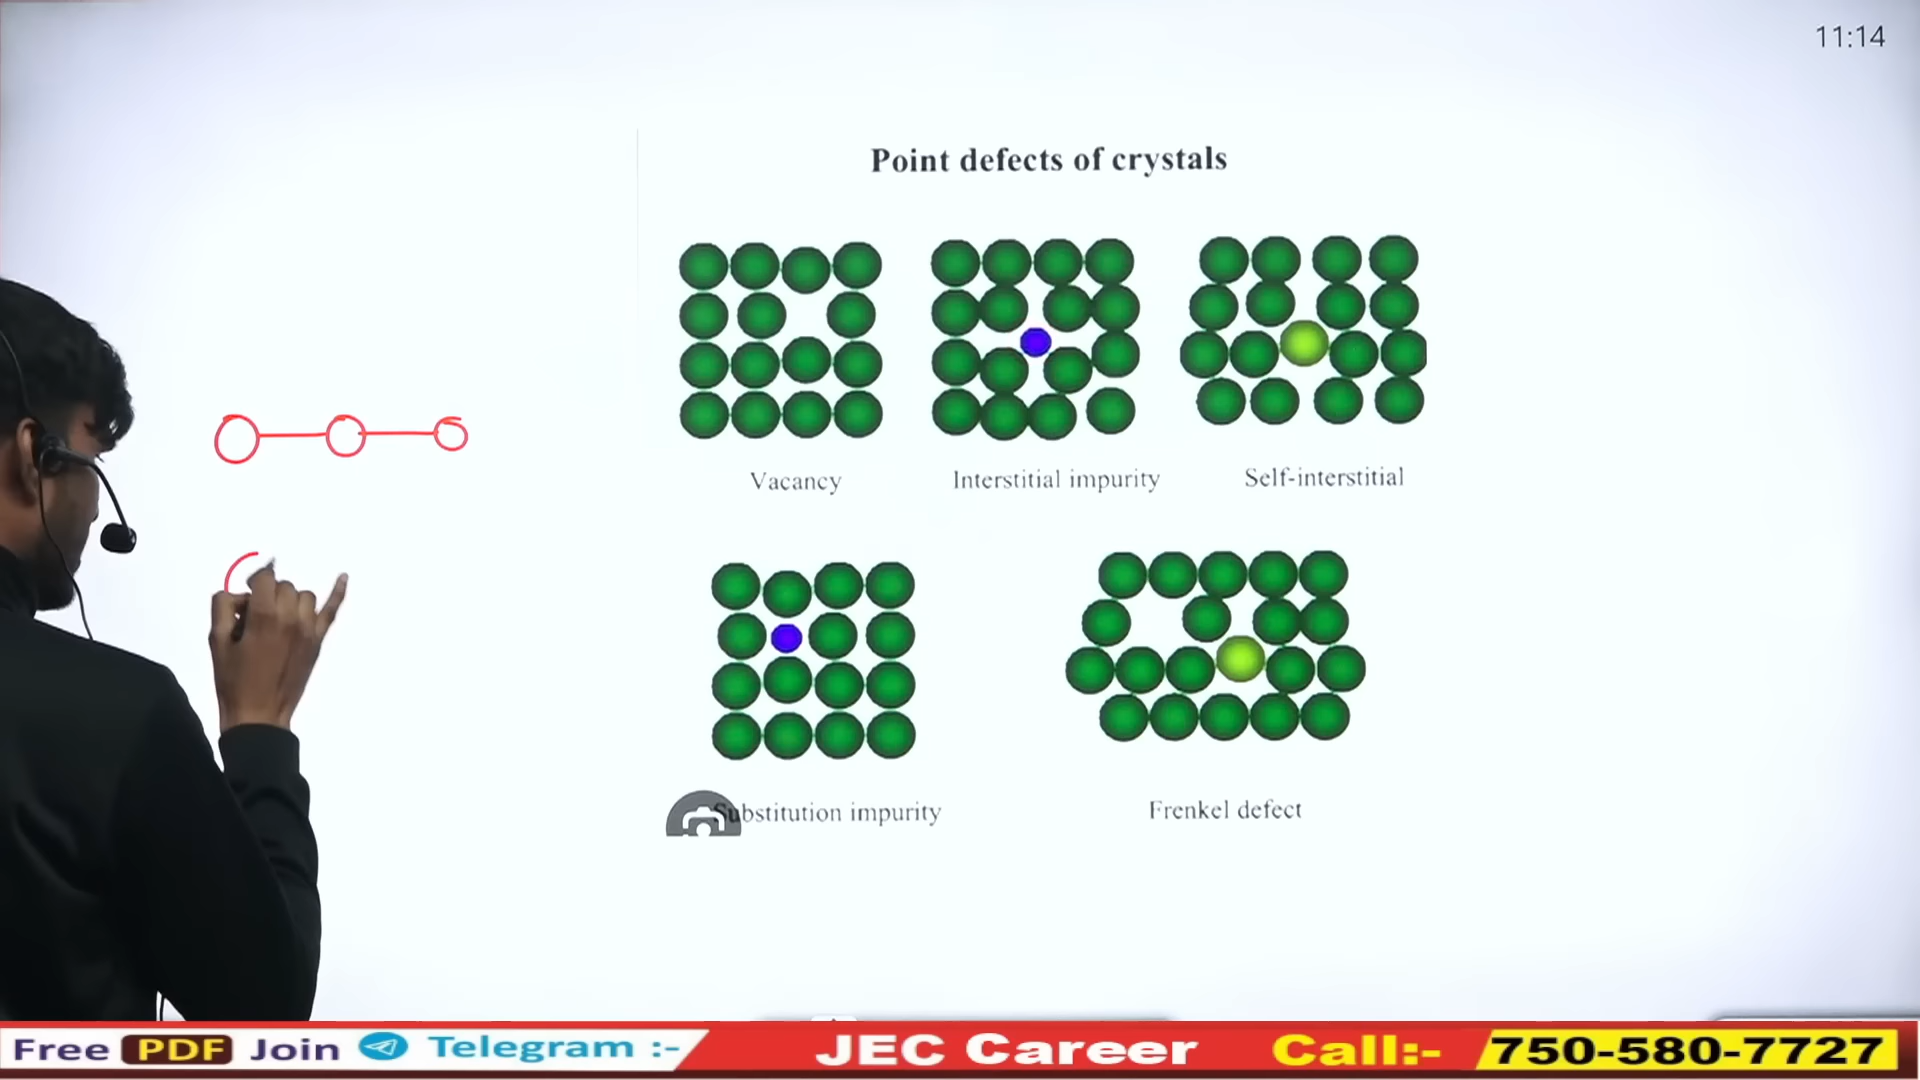 11:14
Point defects of crystals
Vacancy
Interstitial impurity
Self-interstitial
Substitution impurity
Frenkel defect
Free PDF Join Telegram :-
JEC Career
Call:-
750-580-7727